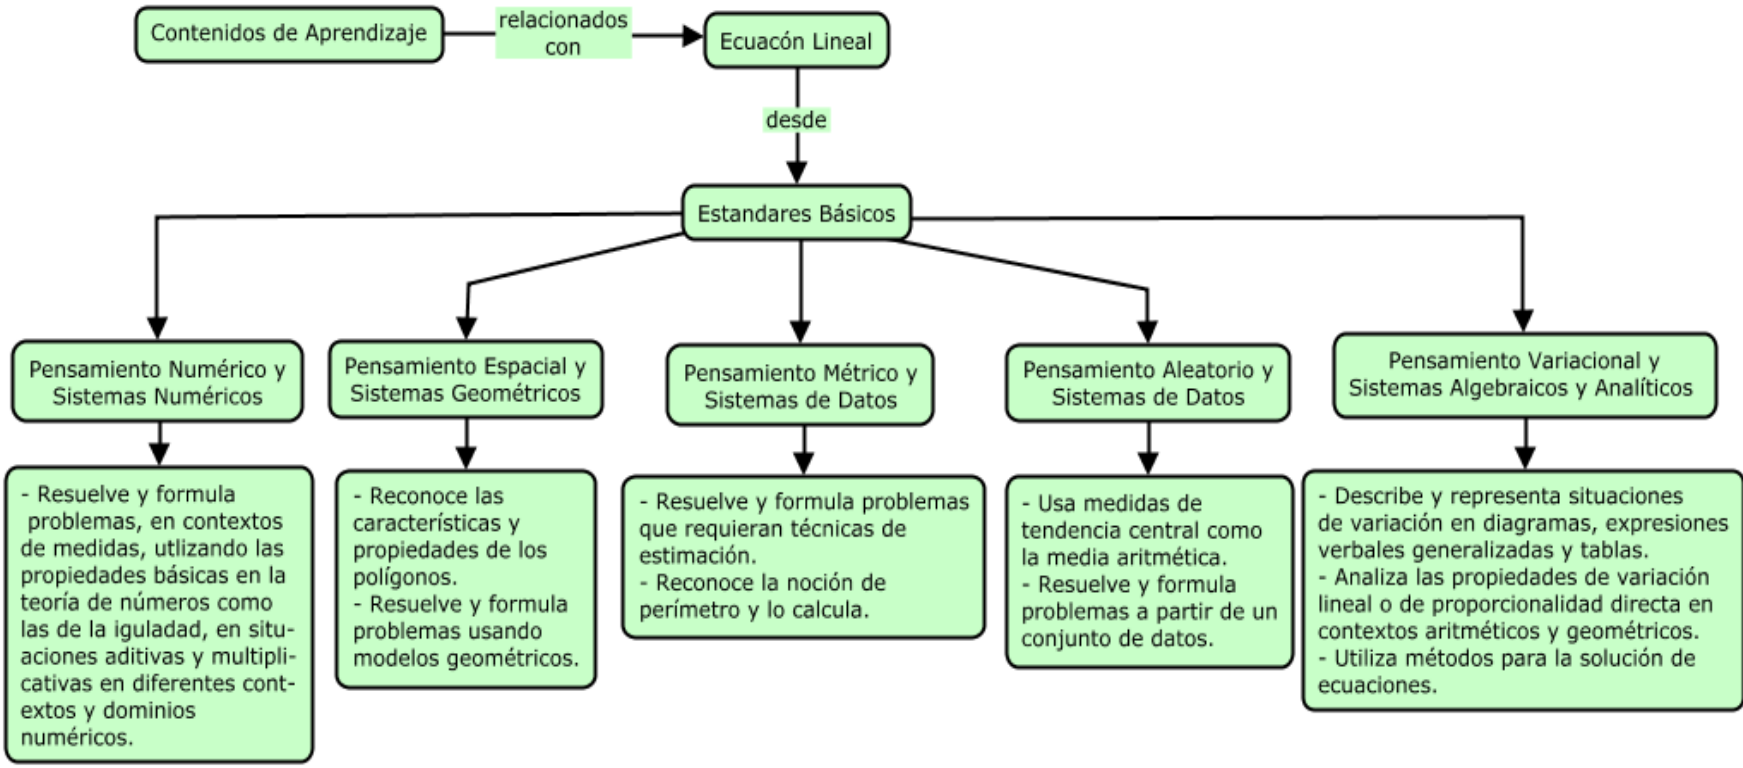 Contenidos de Aprendizaje
relacionados
con
Ecuacón Lineal
desde
Estandares Básicos
Pensamiento Numérico y
Sistemas Numéricos
Pensamiento Espacial y
Sistemas Geométricos
Pensamiento Métrico y
Sistemas de Datos
Pensamiento Aleatorio y
Sistemas de Datos
Pensamiento Variacional y
Sistemas Algebraicos y Analíticos
- Resuelve y formula
problemas, en contextos
de medidas, utlizando las
propiedades básicas en la
teoría de números como
las de la iguladad, en situ-
aciones aditivas y multipli-
cativas en diferentes cont-
extos y dominios
numéricos.
- Reconoce las
características y
propiedades de los
polígonos.
- Resuelve y formula
problemas usando
modelos geométricos.
- Resuelve y formula problemas
que requieran técnicas de
estimación.
- Reconoce la noción de
perímetro y lo calcula.
- Usa medidas de
tendencia central como
la media aritmética.
- Resuelve y formula
problemas a partir de un
conjunto de datos.
- Describe y representa situaciones
de variación en diagramas, expresiones
verbales generalizadas y tablas.
- Analiza las propiedades de variación
lineal o de proporcionalidad directa en
contextos aritméticos y geométricos.
- Utiliza métodos para la solución de
ecuaciones.